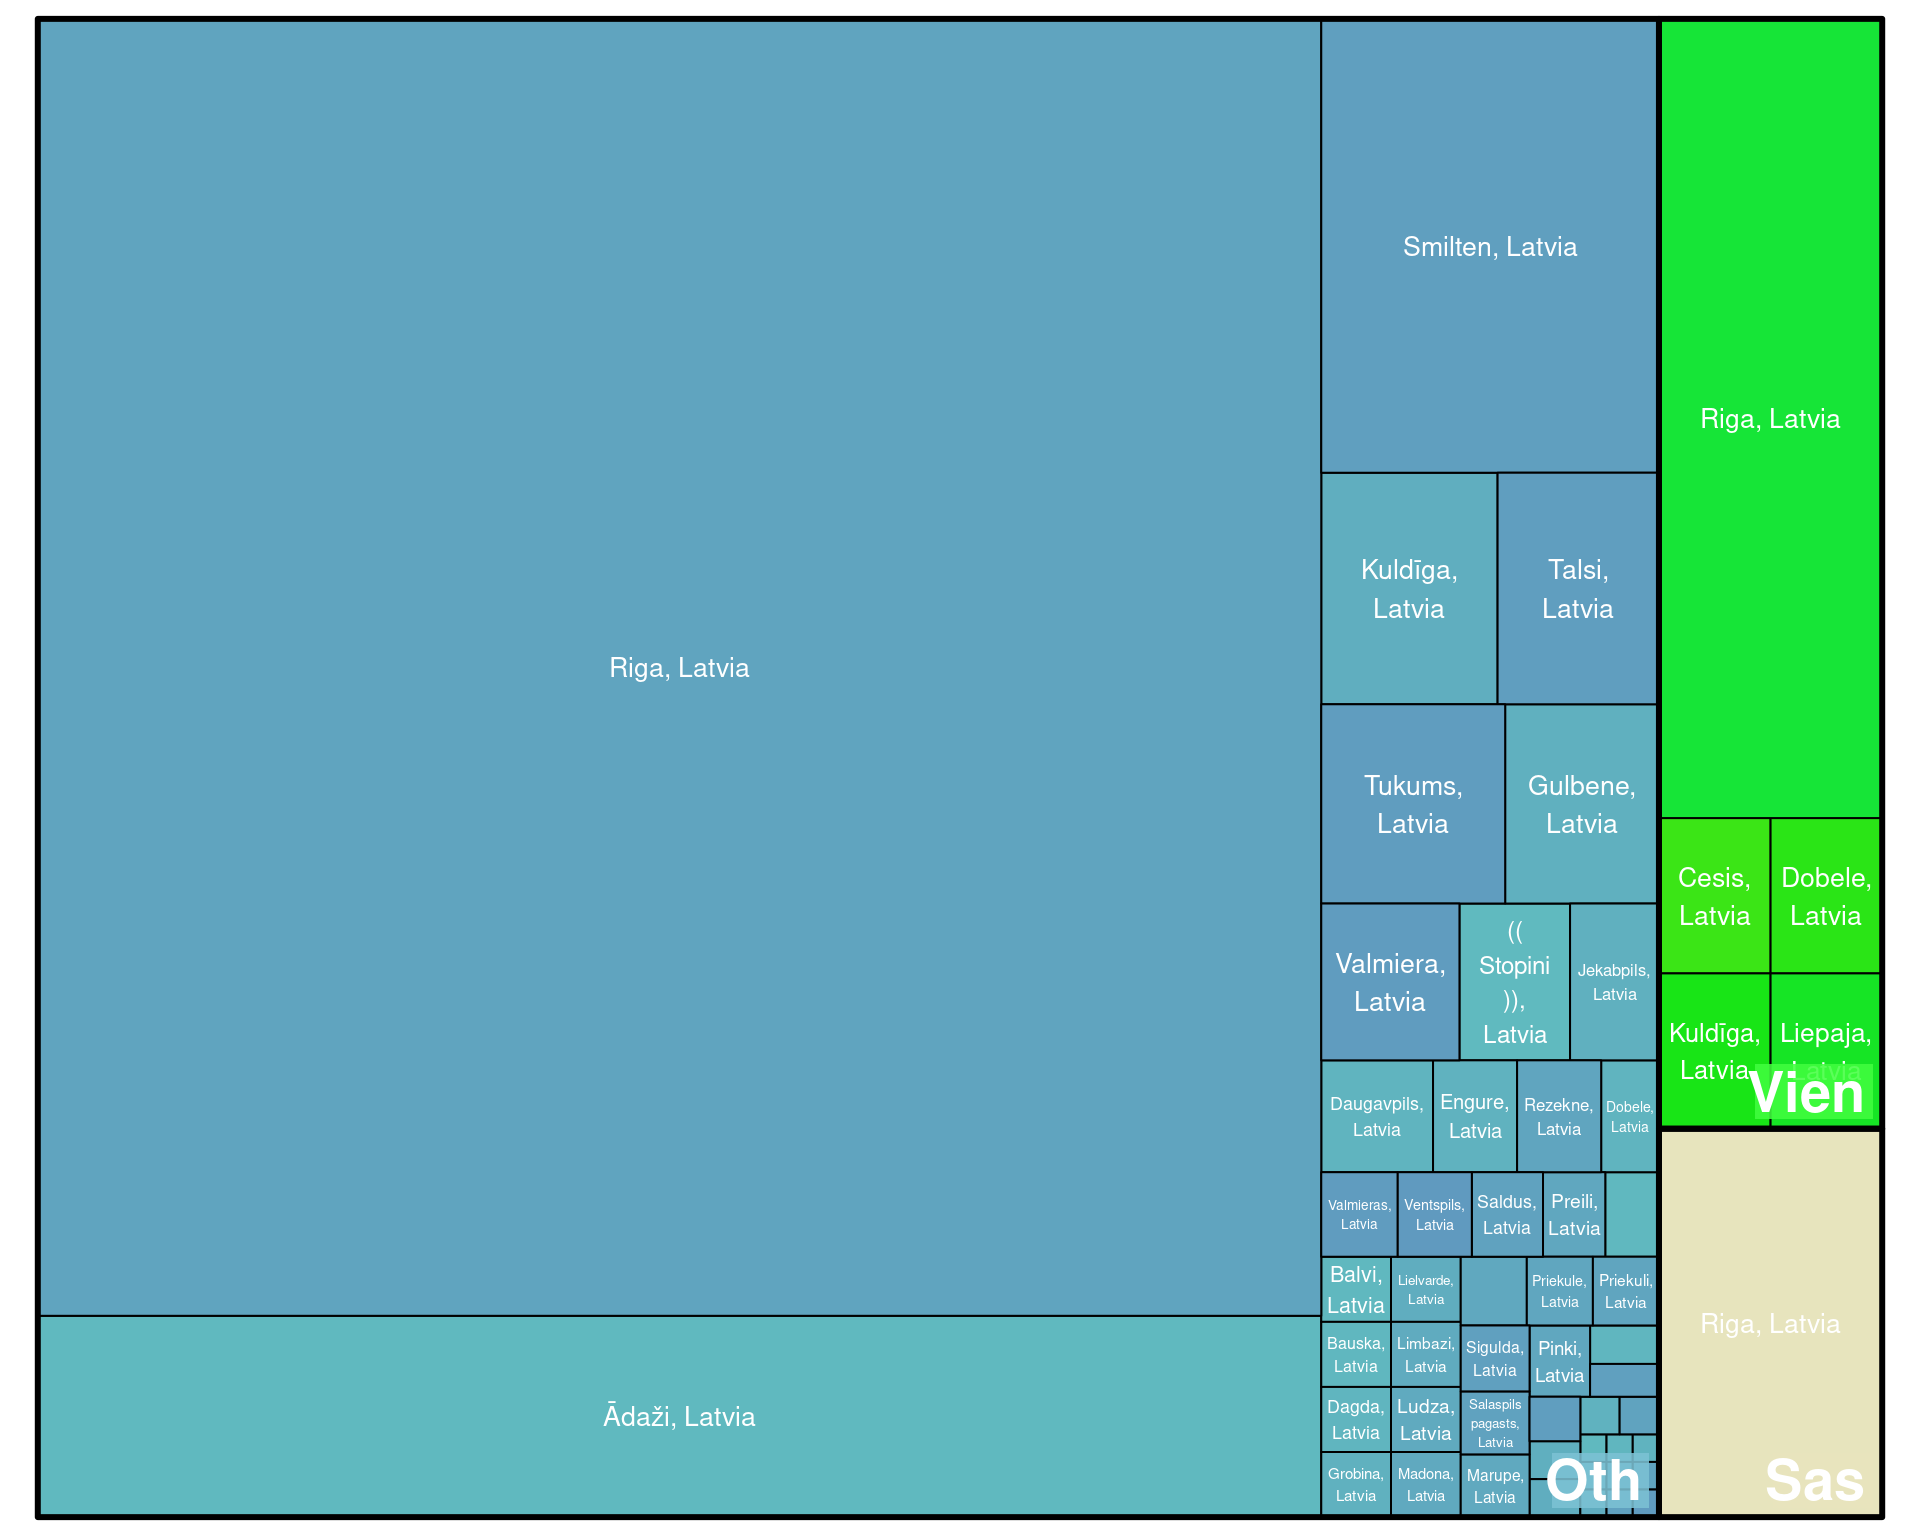 Riga, Latvia
Ādaži, Latvia
Smilten, Latvia
Kuldīga,
Latvia
Talsi,
Latvia
Tukums,
Latvia
Gulbene,
Latvia
Valmiera,
Latvia
((
Stopini
)),
Latvia
Jekabpils,
Latvia
Daugavpils,
Latvia
Engure,
Latvia
Rezekne,
Latvia
Dobele,
Latvia
Valmieras,
Latvia
Ventspils,
Latvia
Saldus,
Latvia
Preili,
Latvia
Balvi,
Latvia
Lielvarde,
Latvia
Priekule,
Latvia
Priekuli,
Latvia
Bauska,
Latvia
Limbazi,
Latvia
Sigulda,
Latvia
Pinki,
Latvia
Dagda,
Latvia
Ludza,
Latvia
Salaspils
pagasts,
Latvia
Grobina,
Latvia
Madona,
Latvia
Marupe,
Latvia
Oth
Riga, Latvia
Cesis,
Latvia
Dobele,
Latvia
Kuldīga,
Latvia
Liepaja,
Latvia
Vien
Riga, Latvia
Sas